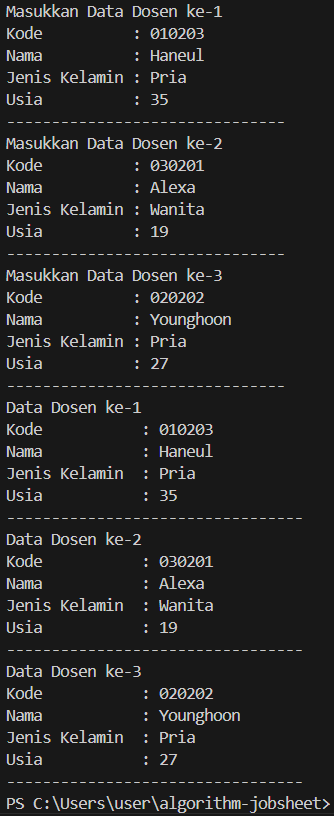 Masukkan Data Dosen ke-1
Kode          : 010203
Nama          : Haneul
Jenis Kelamin : Pria
Usia          : 35
-------------------------------
Masukkan Data Dosen ke-2
Kode          : 030201
Nama          : Alexa
Jenis Kelamin : Wanita
Usia          : 19
-------------------------------
Masukkan Data Dosen ke-3
Kode          : 020202
Nama          : Younghoon
Jenis Kelamin : Pria
Usia          : 27
-------------------------------
Data Dosen ke-1
Kode           : 010203
Nama           : Haneul
Jenis Kelamin  : Pria
Usia           : 35
---------------------------------
Data Dosen ke-2
Kode           : 030201
Nama           : Alexa
Jenis Kelamin  : Wanita
Usia           : 19
---------------------------------
Data Dosen ke-3
Kode           : 020202
Nama           : Younghoon
Jenis Kelamin  : Pria
Usia           : 27
---------------------------------
PS C:\Users\user\algorithm-jobsheet>